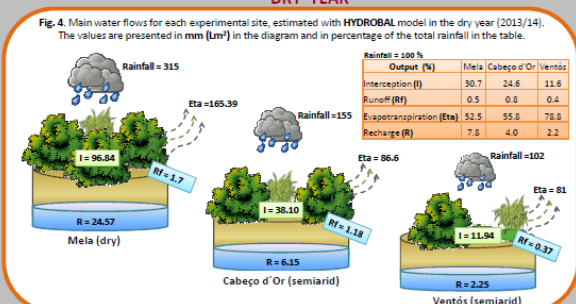 DRY YEAR
Fig. 4. Main water flows for each experimental site, estimated with HYDROBAL model in the dry year (2013/14).
The values are presented in mm (Lm²) in the diagram and in percentage of the total rainfall in the table.
Rainfall = 100 %
Output (%) Mela Cabeço d'Or Ventós
Interception (I) 30.7 24.6 11.6
Runoff (Rf) 0.5 0.8 0.4
Evapotranspiration (Eta) 52.5 55.8 78.8
Recharge (R) 7.8 4.0 2.2
Rainfall = 315
Eta =165.39
I = 96.84
Rf = 1.7
R = 24.57
Mela (dry)
Rainfall =155
Eta = 86.6
I = 38.10
Rf = 1.18
R = 6.15
Cabeço d´Or (semiarid)
Rainfall =102
Eta = 81
I = 11.94
Rf = 0.37
R = 2.25
Ventós (semiarid)